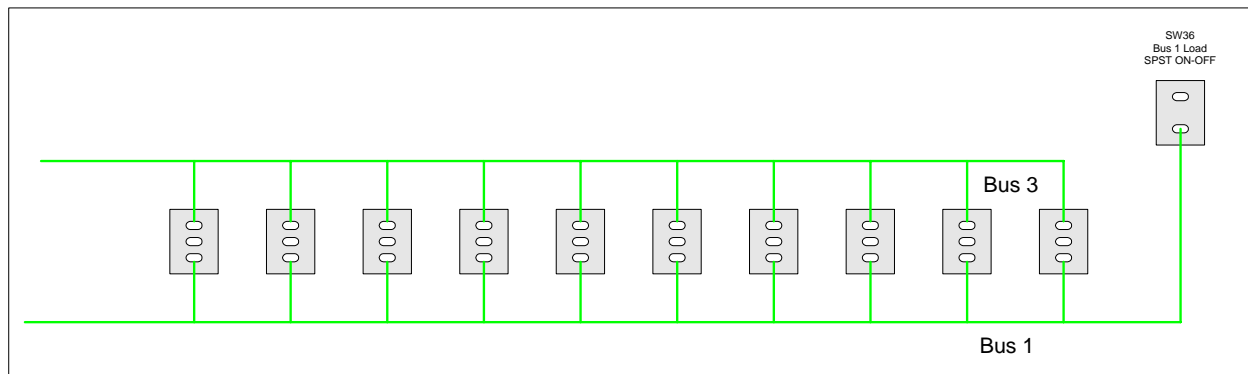 SW36
Bus 1 Load
SPST ON-OFF
Bus 3
Bus 1